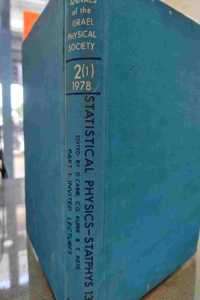 ANNALS
of the
ISRAEL
PHYSICAL
SOCIETY
2(1)
1978
STATISTICAL PHYSICS-STATPHYS 13
EDITED BY D. CABIB, C.G. KUPER & I. RIESS
PART 1: INVITED LECTURES